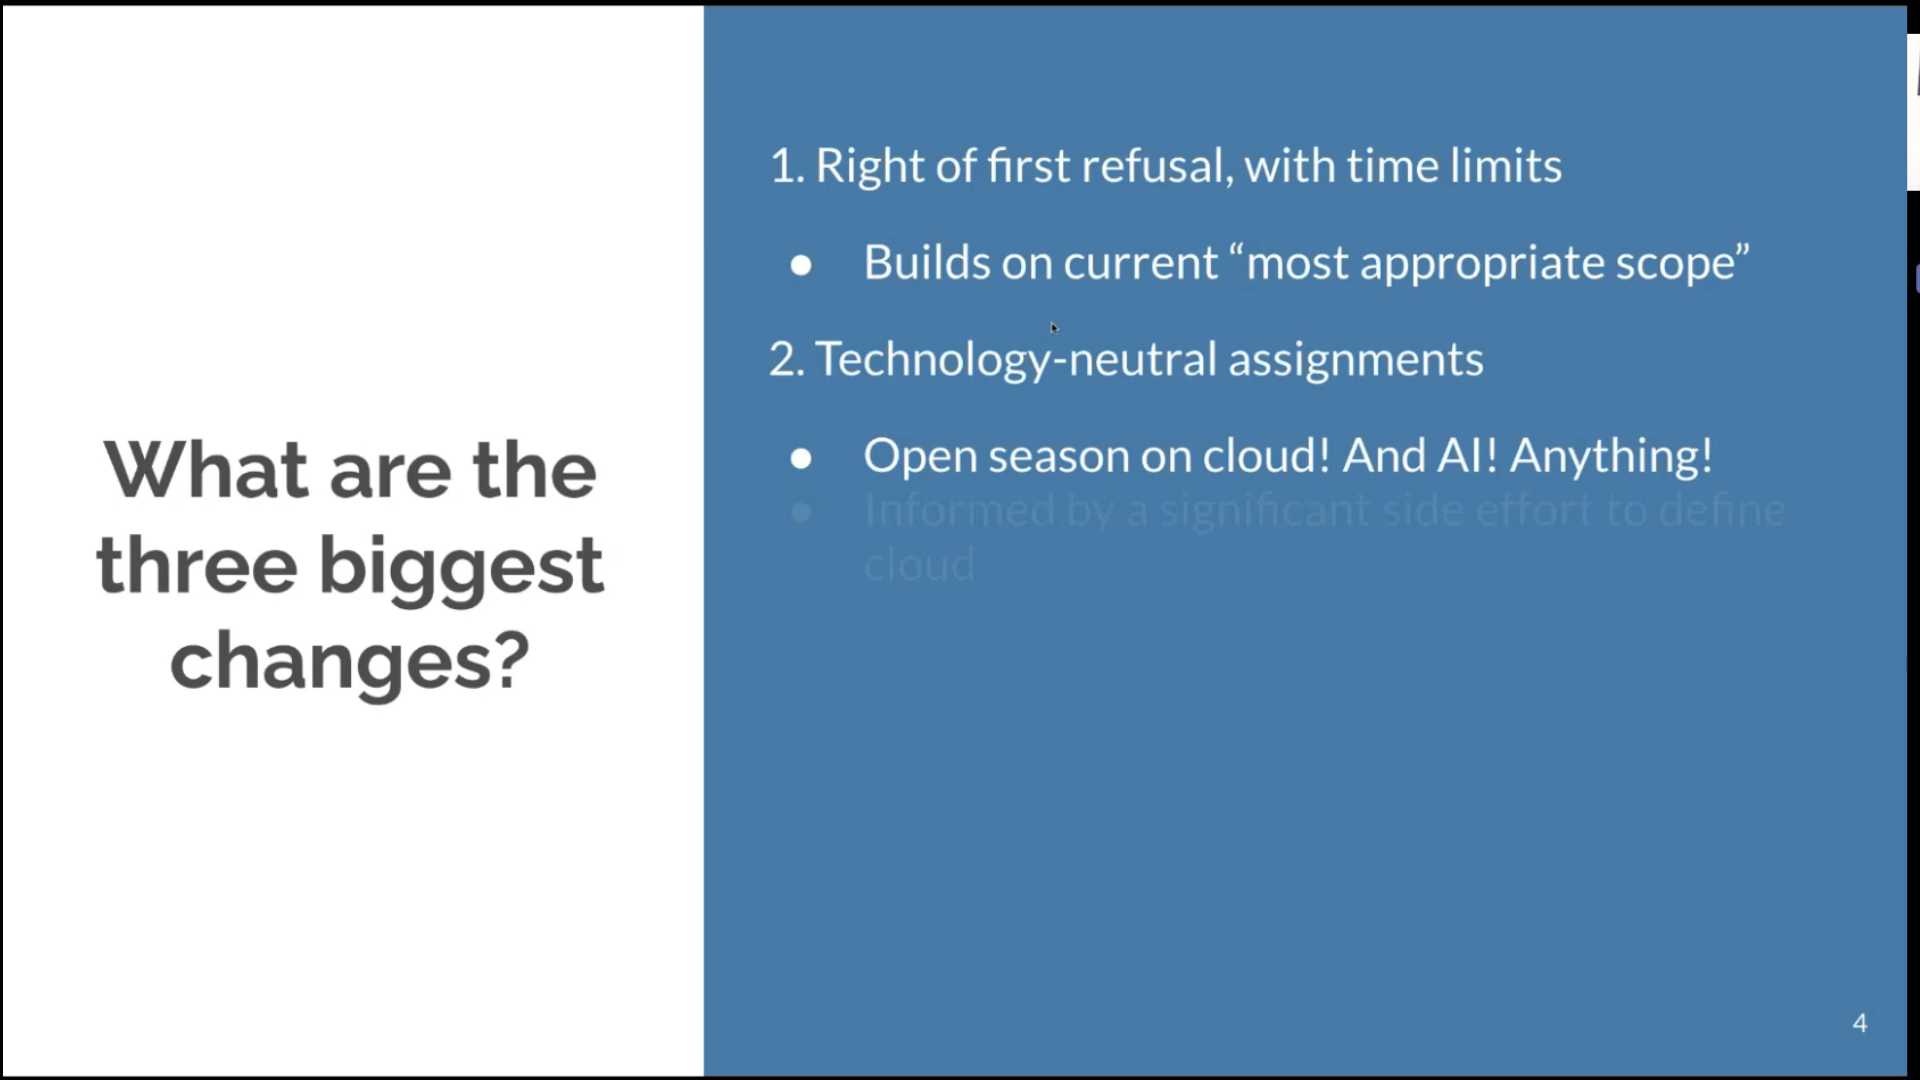 What are the
three biggest
changes?
1. Right of first refusal, with time limits
● Builds on current “most appropriate scope”
2. Technology-neutral assignments
● Open season on cloud! And AI! Anything!
● Informed by a significant side effort to define
cloud
4